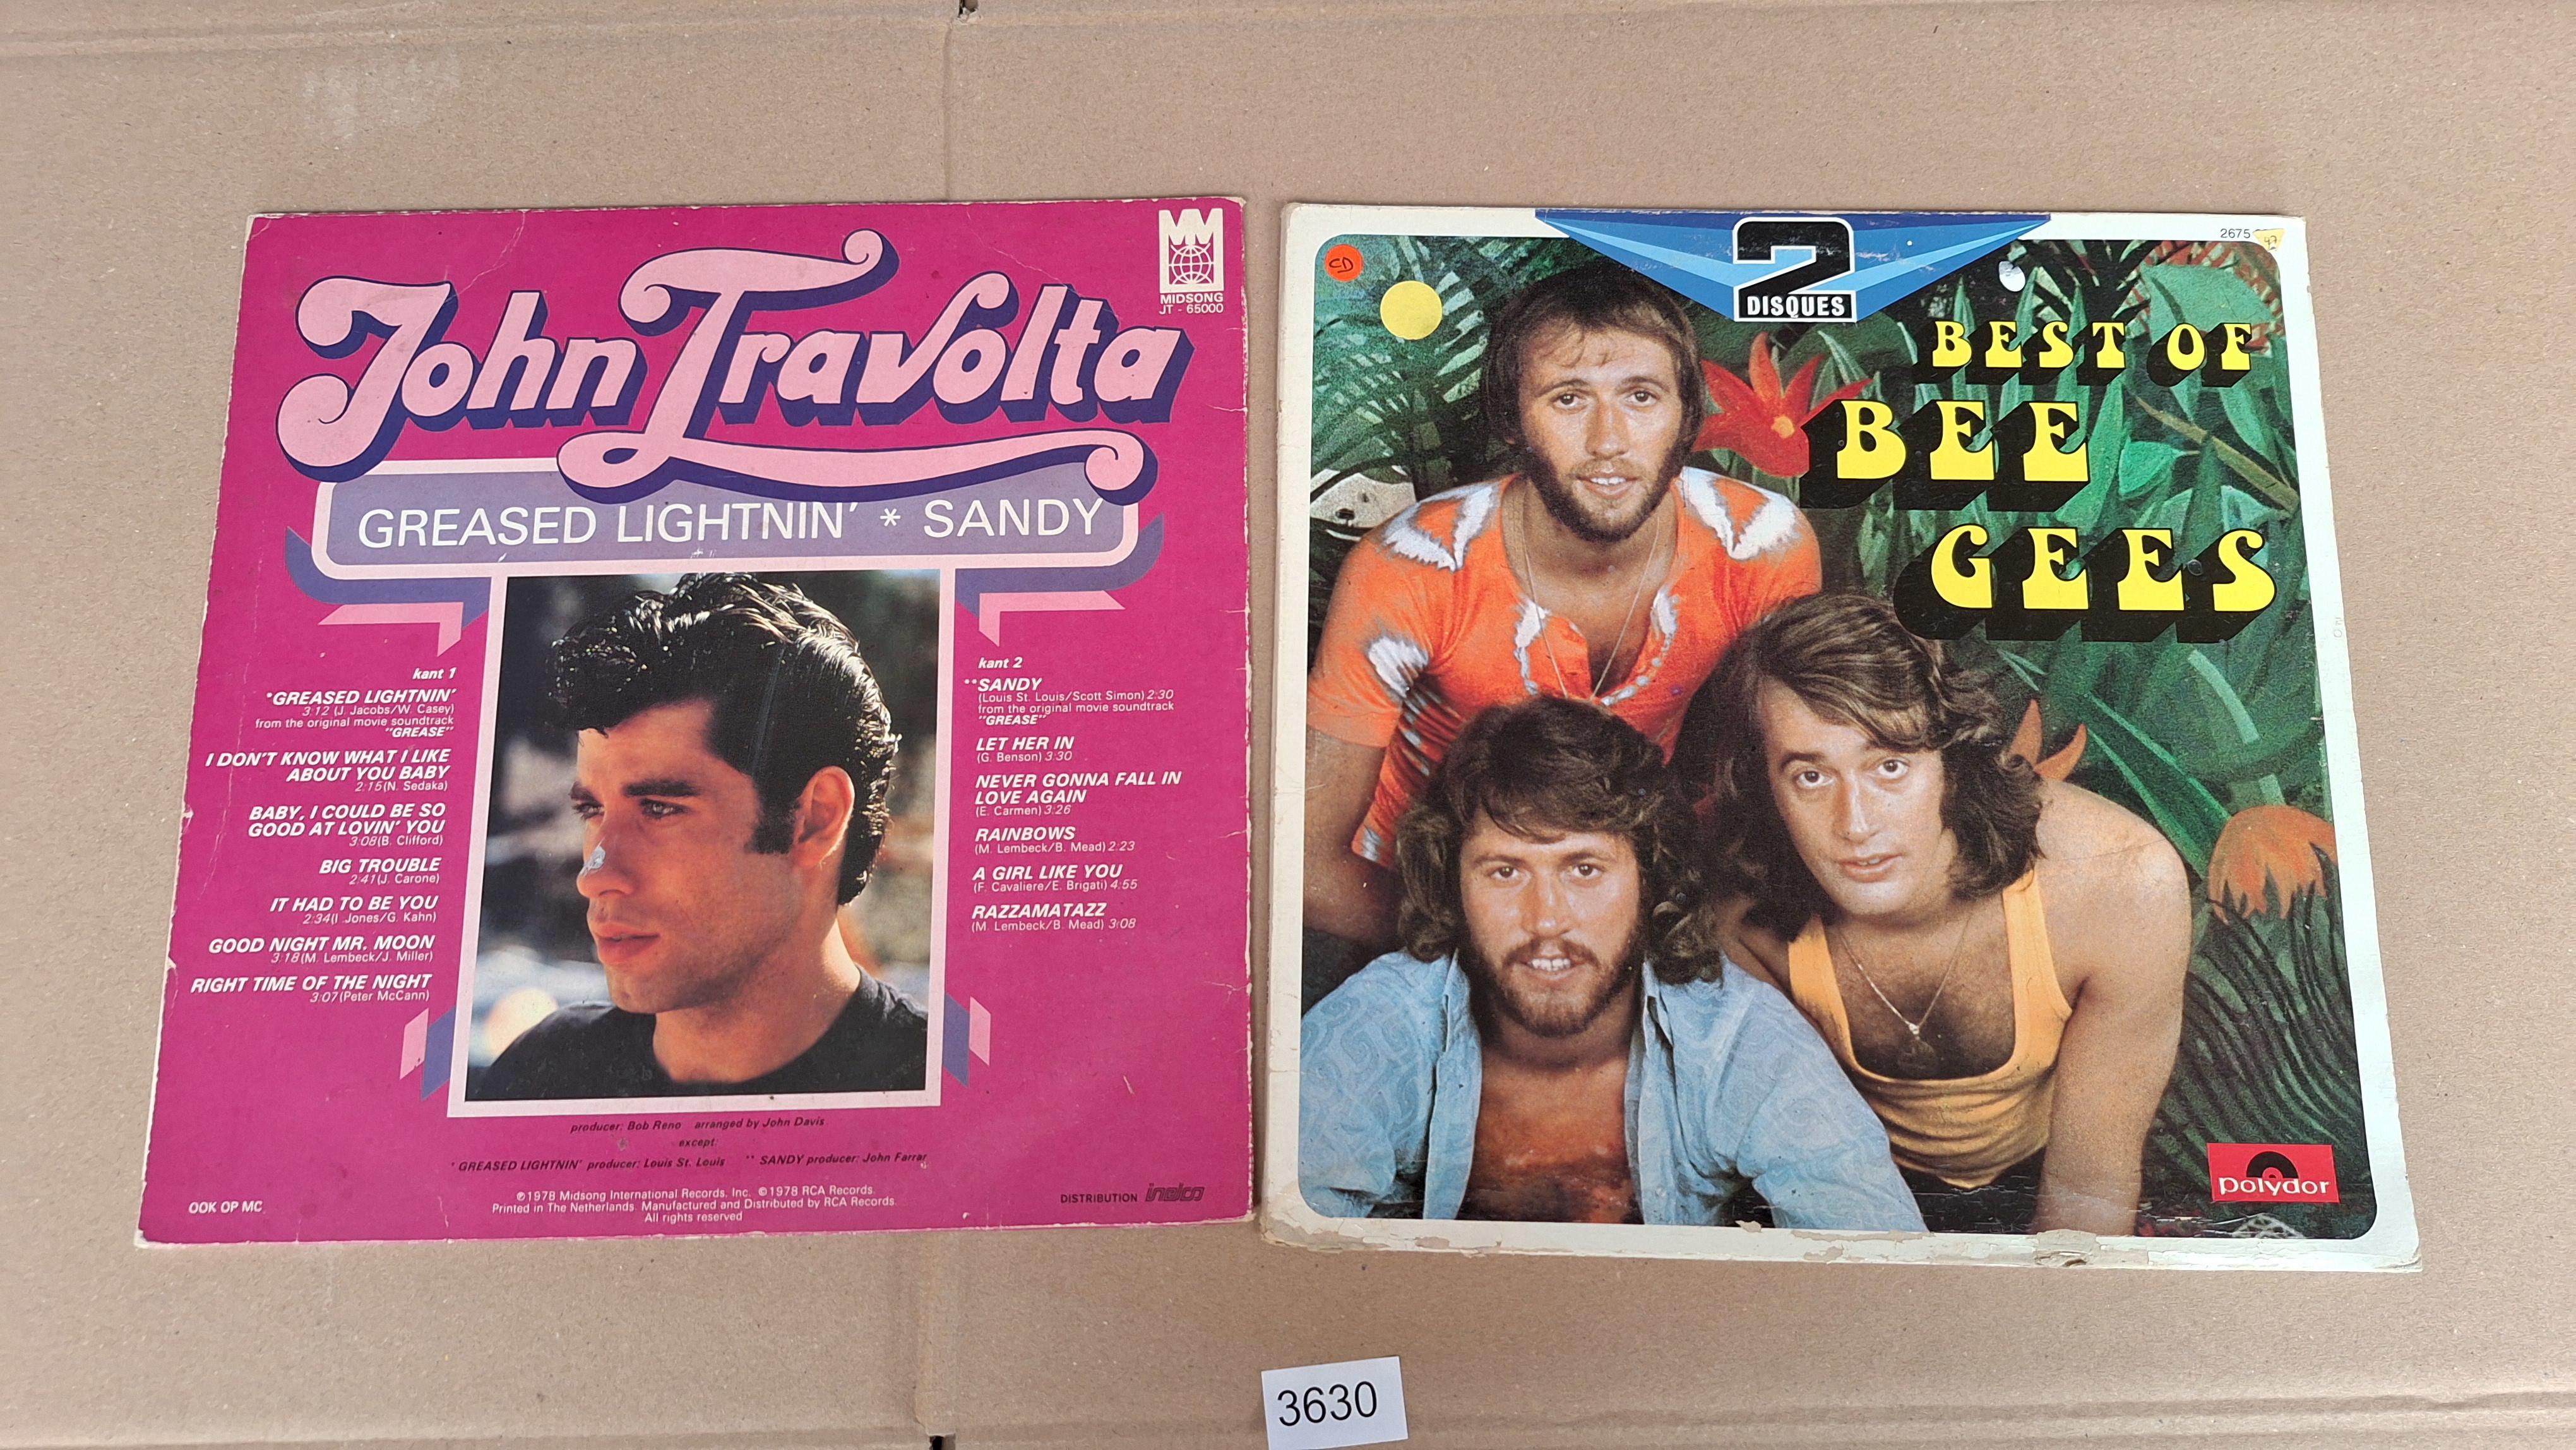 MM
MIDSONG
JT - 65000
John Travolta
GREASED LIGHTNIN' * SANDY
kant 1
*GREASED LIGHTNIN'
3:12 (J. Jacobs/W. Casey)
from the original movie soundtrack
"GREASE"
I DON'T KNOW WHAT I LIKE
ABOUT YOU BABY
2:15 (N. Sedaka)
BABY, I COULD BE SO
GOOD AT LOVIN' YOU
3:08 (B. Clifford)
BIG TROUBLE
2:41 (J. Carone)
IT HAD TO BE YOU
2:34 (I. Jones/G. Kahn)
GOOD NIGHT MR. MOON
3:18 (M. Lembeck/J. Miller)
RIGHT TIME OF THE NIGHT
3:07 (Peter McCann)
kant 2
**SANDY
(Louis St. Louis/Scott Simon) 2:30
from the original movie soundtrack
"GREASE"
LET HER IN
(G. Benson) 3:30
NEVER GONNA FALL IN
LOVE AGAIN
(E. Carmen) 3:26
RAINBOWS
(M. Lembeck/B. Mead) 2:23
A GIRL LIKE YOU
(F. Cavaliere/E. Brigati) 4:55
RAZZAMATAZZ
(M. Lembeck/B. Mead) 3:08
producer: Bob Reno arranged by John Davis
except:
* GREASED LIGHTNIN' producer: Louis St. Louis ** SANDY producer: John Farrar
℗1978 Midsong International Records, Inc. ©1978 RCA Records.
Printed in The Netherlands. Manufactured and Distributed by RCA Records.
All rights reserved
OOK OP MC
DISTRIBUTION inelco
2 DISQUES
2675
47
CD
BEST OF
BEE
GEES
polydor
3630